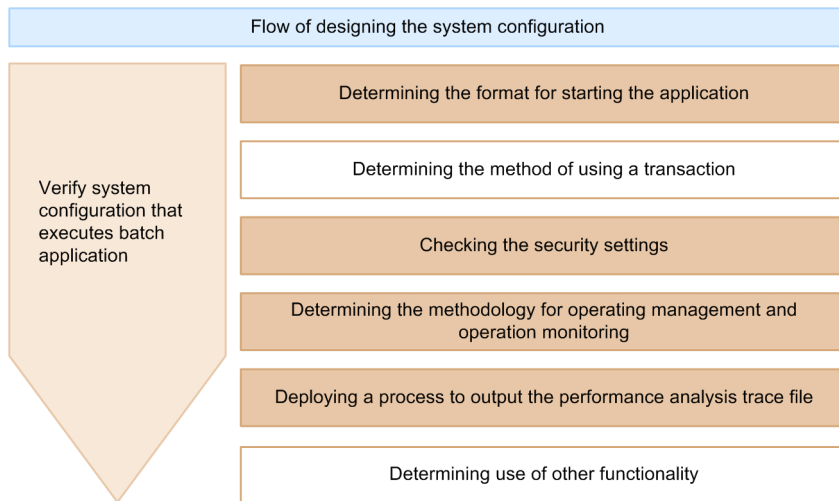 Flow of designing the system configuration
Determining the format for starting the application
Determining the method of using a transaction
Verify system
configuration that
executes batch
application
Checking the security settings
Determining the methodology for operating management and
operation monitoring
Deploying a process to output the performance analysis trace file
Determining use of other functionality